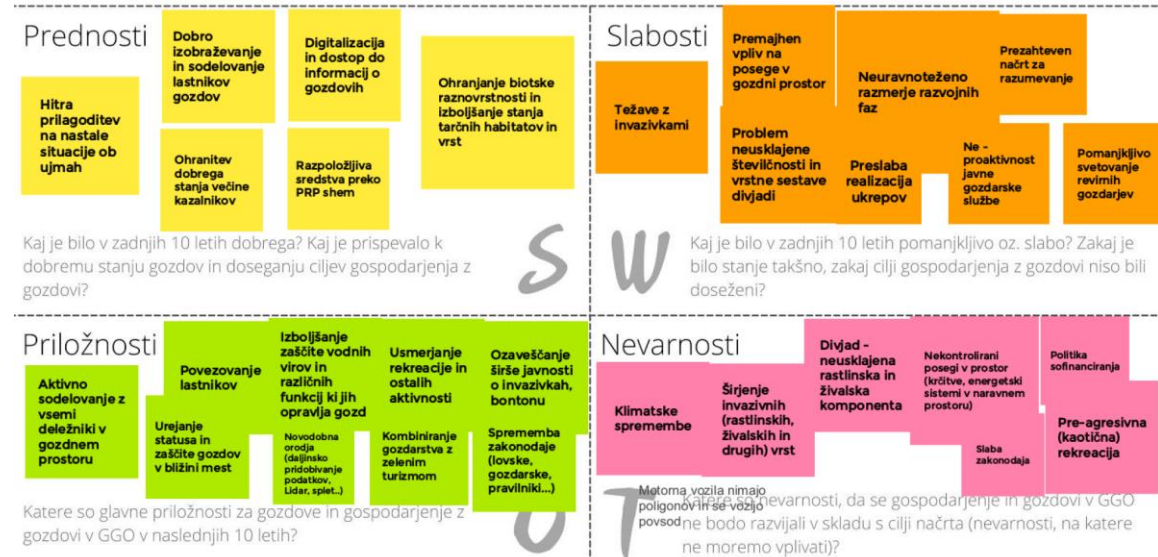 Prednosti
Hitra
prilagoditev
na nastale
situacije ob
ujmah
Dobro
izobraževanje
in sodelovanje
lastnikov
gozdov
Ohranitev
dobrega
stanja večine
kazalnikov
Digitalizacija
in dostop do
informacij o
gozdovih
Razpoložljiva
sredstva preko
PRP shem
Ohranjanje biotske
raznovrstnosti in
izboljšanje stanja
tarčnih habitatov in
vrst
Kaj je bilo v zadnjih 10 letih dobrega? Kaj je prispevalo k
dobremu stanju gozdov in doseganju ciljev gospodarjenja z
gozdovi?
S
Slabosti
Težave z
invazivkami
Premajhen
vpliv na
posege v
gozdni prostor
Problem
neusklajene
številčnosti in
vrstne sestave
divjadi
Neuravnoteženo
razmerje razvojnih
faz
Preslaba
realizacija
ukrepov
Prezahteven
načrt za
razumevanje
Ne -
proaktivnost
javne
gozdarske
službe
Pomanjkljivo
svetovanje
revirnih
gozdarjev
W
Kaj je bilo v zadnjih 10 letih pomanjkljivo oz. slabo? Zakaj je
bilo stanje takšno, zakaj cilji gospodarjenja z gozdovi niso bili
doseženi?
Priložnosti
Aktivno
sodelovanje z
vsemi
deležniki v
gozdnem
prostoru
Povezovanje
lastnikov
Urejanje
statusa in
zaščite gozdov
v bližini mest
Izboljšanje
zaščite vodnih
virov in
različnih
funkcij ki jih
opravlja gozd
Novodobna
orodja
(daljinsko
pridobivanje
podatkov,
Lidar, splet..)
Usmerjanje
rekreacije in
ostalih
aktivnosti
Kombiniranje
gozdarstva z
zelenim
turizmom
Ozaveščanje
širše javnosti
o invazivkah,
bontonu
Sprememba
zakonodaje
(lovske,
gozdarske,
pravilniki...)
Katere so glavne priložnosti za gozdove in gospodarjenje z
gozdovi v GGO v naslednjih 10 letih?
O
Nevarnosti
Klimatske
spremembe
Širjenje
invazivnih
(rastlinskih,
živalskih in
drugih) vrst
Divjad -
neusklajena
rastlinska in
živalska
komponenta
Nekontrolirani
posegi v prostor
(krčitve, energetski
sistemi v naravnem
prostoru)
Slaba
zakonodaja
Politika
sofinanciranja
Pre-agresivna
(kaotična)
rekreacija
T
Motorna vozila nimajo
poligonov in se vozijo
povsod
Katere so nevarnosti, da se gospodarjenje in gozdovi v GGO
ne bodo razvijali v skladu s cilji načrta (nevarnosti, na katere
ne moremo vplivati)?